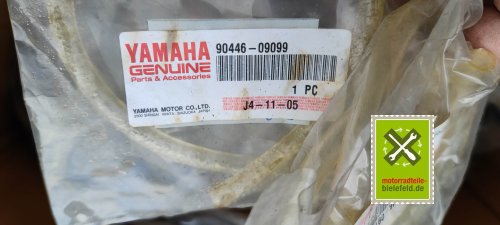 YAMAHA
GENUINE
Parts & Accessories
90446-09099
1 PC
YAMAHA MOTOR CO.,LTD.
J4-11-05
motorradteile-
bielefeld.de